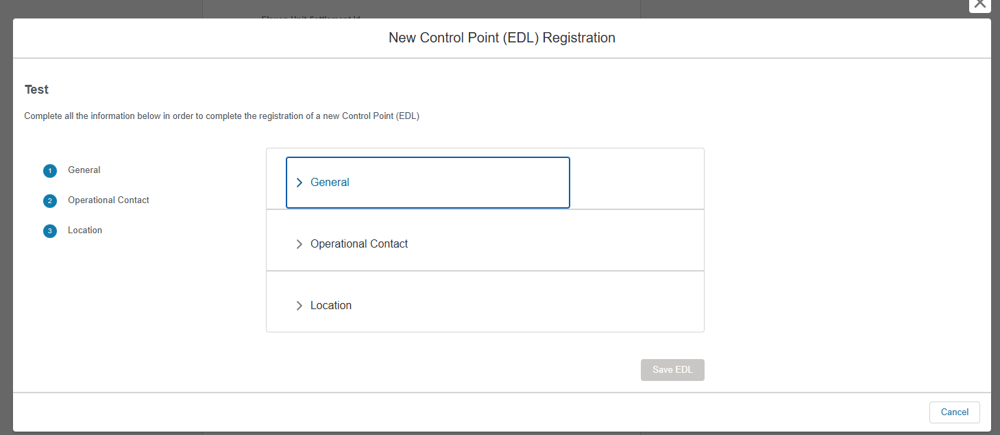 New Control Point (EDL) Registration
Test
Complete all the information below in order to complete the registration of a new Control Point (EDL)
1 General
2 Operational Contact
3 Location
General
Operational Contact
Location
Save EDL
Cancel